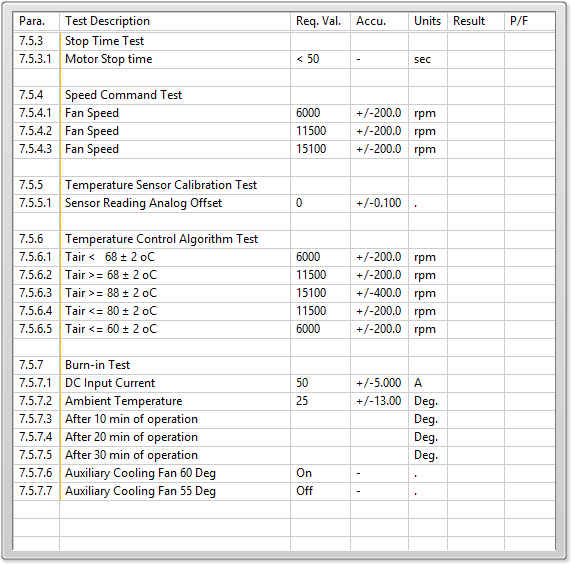 Para. Test Description Req. Val. Accu. Units Result P/F
7.5.3 Stop Time Test
7.5.3.1 Motor Stop time < 50 - sec
7.5.4 Speed Command Test
7.5.4.1 Fan Speed 6000 +/-200.0 rpm
7.5.4.2 Fan Speed 11500 +/-200.0 rpm
7.5.4.3 Fan Speed 15100 +/-200.0 rpm
7.5.5 Temperature Sensor Calibration Test
7.5.5.1 Sensor Reading Analog Offset 0 +/-0.100 .
7.5.6 Temperature Control Algorithm Test
7.5.6.1 Tair < 68 ± 2 oC 6000 +/-200.0 rpm
7.5.6.2 Tair >= 68 ± 2 oC 11500 +/-200.0 rpm
7.5.6.3 Tair >= 88 ± 2 oC 15100 +/-400.0 rpm
7.5.6.4 Tair <= 80 ± 2 oC 11500 +/-200.0 rpm
7.5.6.5 Tair <= 60 ± 2 oC 6000 +/-200.0 rpm
7.5.7 Burn-in Test
7.5.7.1 DC Input Current 50 +/-5.000 A
7.5.7.2 Ambient Temperature 25 +/-13.00 Deg.
7.5.7.3 After 10 min of operation Deg.
7.5.7.4 After 20 min of operation Deg.
7.5.7.5 After 30 min of operation Deg.
7.5.7.6 Auxiliary Cooling Fan 60 Deg On - .
7.5.7.7 Auxiliary Cooling Fan 55 Deg Off - .